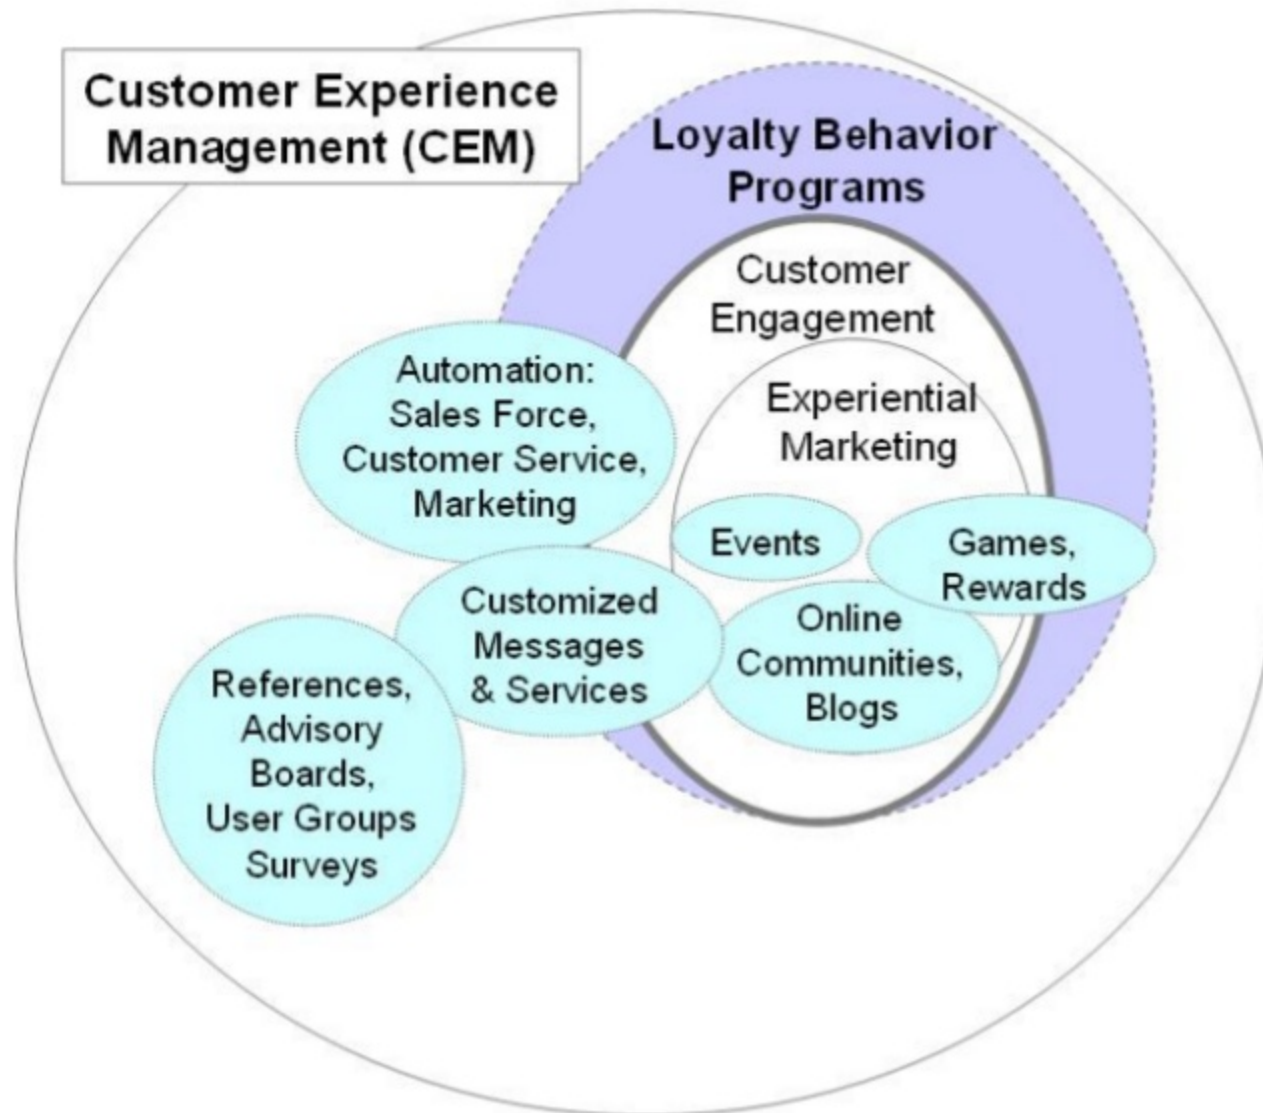 Customer Experience
Management (CEM)
Loyalty Behavior
Programs
Customer
Engagement
Experiential
Marketing
Automation:
Sales Force,
Customer Service,
Marketing
Events
Games,
Rewards
Customized
Messages
& Services
Online
Communities,
Blogs
References,
Advisory
Boards,
User Groups
Surveys